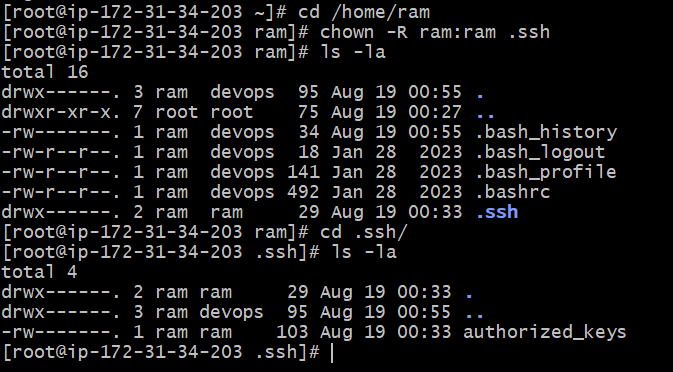 [root@ip-172-31-34-203 ~]# cd /home/ram
[root@ip-172-31-34-203 ram]# chown -R ram:ram .ssh
[root@ip-172-31-34-203 ram]# ls -la
total 16
drwx------. 3 ram  devops  95 Aug 19 00:55 .
drwxr-xr-x. 7 root root    75 Aug 19 00:27 ..
-rw-------. 1 ram  devops  34 Aug 19 00:55 .bash_history
-rw-r--r--. 1 ram  devops  18 Jan 28  2023 .bash_logout
-rw-r--r--. 1 ram  devops 141 Jan 28  2023 .bash_profile
-rw-r--r--. 1 ram  devops 492 Jan 28  2023 .bashrc
drwx------. 2 ram  ram     29 Aug 19 00:33 .ssh
[root@ip-172-31-34-203 ram]# cd .ssh/
[root@ip-172-31-34-203 .ssh]# ls -la
total 4
drwx------. 2 ram ram     29 Aug 19 00:33 .
drwx------. 3 ram devops  95 Aug 19 00:55 ..
-rw-------. 1 ram ram    103 Aug 19 00:33 authorized_keys
[root@ip-172-31-34-203 .ssh]#